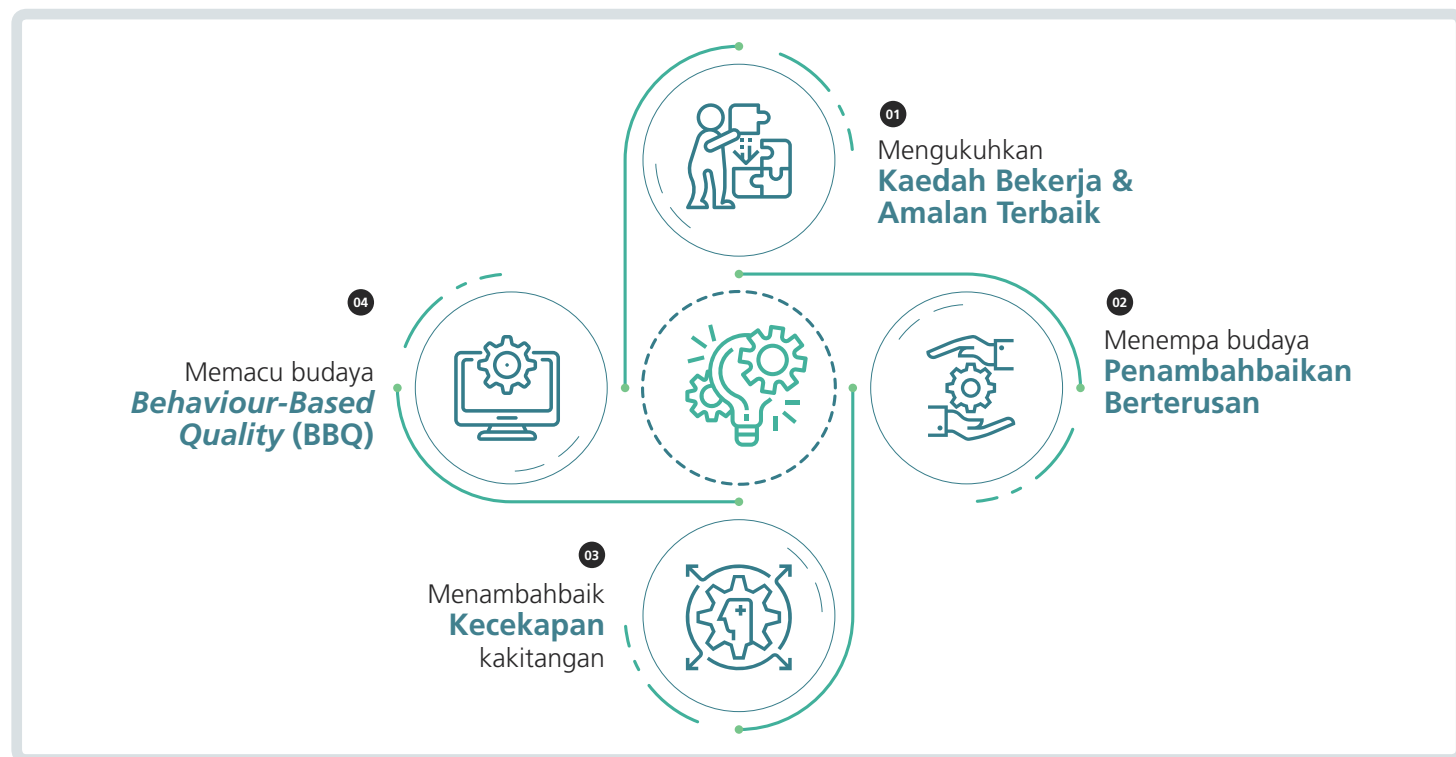 01
Mengukuhkan
Kaedah Bekerja &
Amalan Terbaik
02
Menempa budaya
Penambahbaikan
Berterusan
03
Menambahbaik
Kecekapan
kakitangan
04
Memacu budaya
Behaviour-Based
Quality (BBQ)